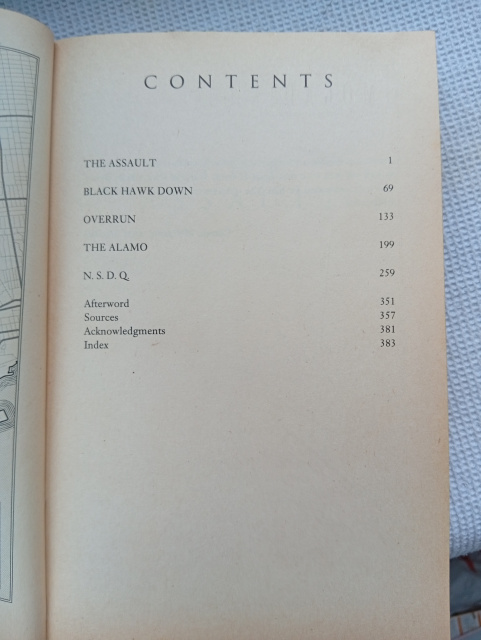 CONTENTS
THE ASSAULT 1
BLACK HAWK DOWN 69
OVERRUN 133
THE ALAMO 199
N. S. D. Q. 259
Afterword 351
Sources 357
Acknowledgments 381
Index 383